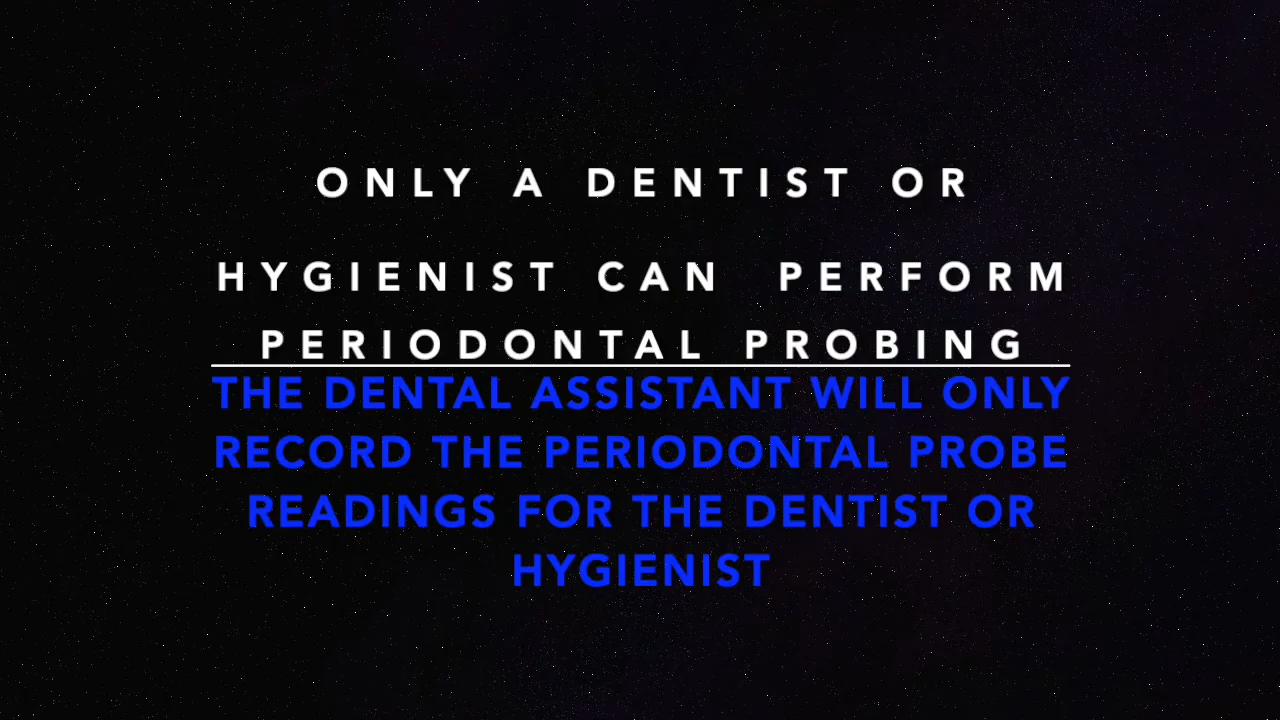 ONLY A DENTIST OR
HYGIENIST CAN PERFORM
PERIODONTAL PROBING
THE DENTAL ASSISTANT WILL ONLY
RECORD THE PERIODONTAL PROBE
READINGS FOR THE DENTIST OR
HYGIENIST